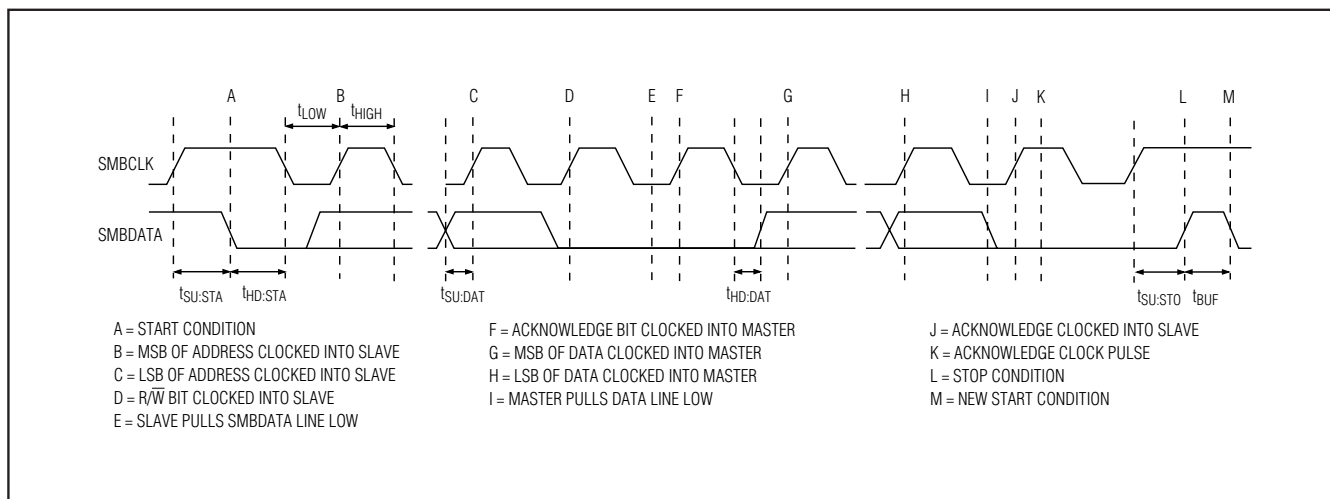 A B C D E F G H I J K L M
tLOW tHIGH
SMBCLK
SMBDATA
tSU:STA tHD:STA tSU:DAT tHD:DAT tSU:STO tBUF
A = START CONDITION
B = MSB OF ADDRESS CLOCKED INTO SLAVE
C = LSB OF ADDRESS CLOCKED INTO SLAVE
D = R/W̅ BIT CLOCKED INTO SLAVE
E = SLAVE PULLS SMBDATA LINE LOW
F = ACKNOWLEDGE BIT CLOCKED INTO MASTER
G = MSB OF DATA CLOCKED INTO MASTER
H = LSB OF DATA CLOCKED INTO MASTER
I = MASTER PULLS DATA LINE LOW
J = ACKNOWLEDGE CLOCKED INTO SLAVE
K = ACKNOWLEDGE CLOCK PULSE
L = STOP CONDITION
M = NEW START CONDITION